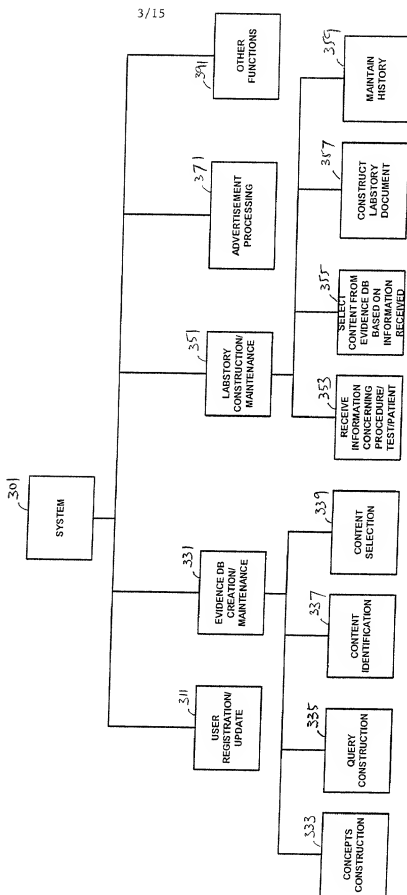 3/15
301
SYSTEM
311
USER
REGISTRATION/
UPDATE
331
EVIDENCE DB
CREATION/
MAINTENANCE
351
LABSTORY
CONSTRUCTION/
MAINTENANCE
371
ADVERTISEMENT
PROCESSING
391
OTHER
FUNCTIONS
333
CONCEPTS
CONSTRUCTION
335
QUERY
CONSTRUCTION
337
CONTENT
IDENTIFICATION
339
CONTENT
SELECTION
353
RECEIVE
INFORMATION
CONCERNING
PROCEDURE/
TEST/PATIENT
355
SELECT
CONTENT FROM
EVIDENCE DB
BASED ON
INFORMATION
RECEIVED
357
CONSTRUCT
LABSTORY
DOCUMENT
359
MAINTAIN
HISTORY